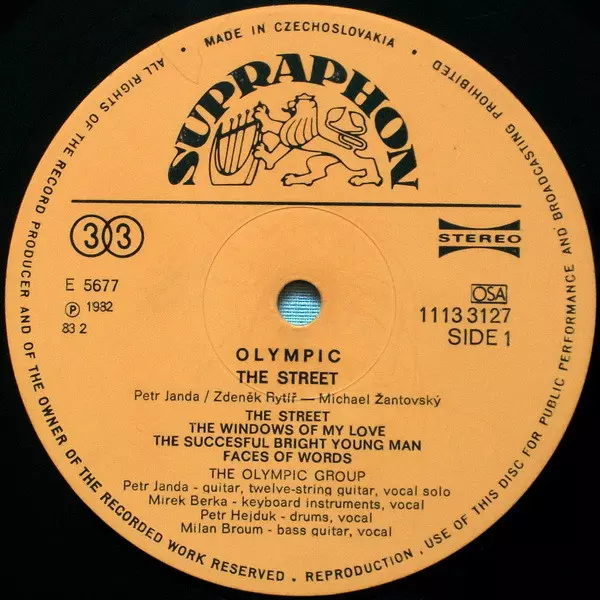 ALL RIGHTS OF THE RECORD PRODUCER AND OF THE OWNER OF THE RECORDED WORK RESERVED . REPRODUCTION, USE OF THIS DISC FOR PUBLIC PERFORMANCE AND BROADCASTING PROHIBITED
• MADE IN CZECHOSLOVAKIA •
SUPRAPHON
33
STEREO
E 5677
℗ 1982
83 2
OSA
1113 3127
SIDE 1
OLYMPIC
THE STREET
Petr Janda / Zdeněk Rytíř — Michael Žantovský
THE STREET
THE WINDOWS OF MY LOVE
THE SUCCESFUL BRIGHT YOUNG MAN
FACES OF WORDS
THE OLYMPIC GROUP
Petr Janda - guitar, twelve-string guitar, vocal solo
Mirek Berka - keyboard instruments, vocal
Petr Hejduk - drums, vocal
Milan Broum - bass guitar, vocal